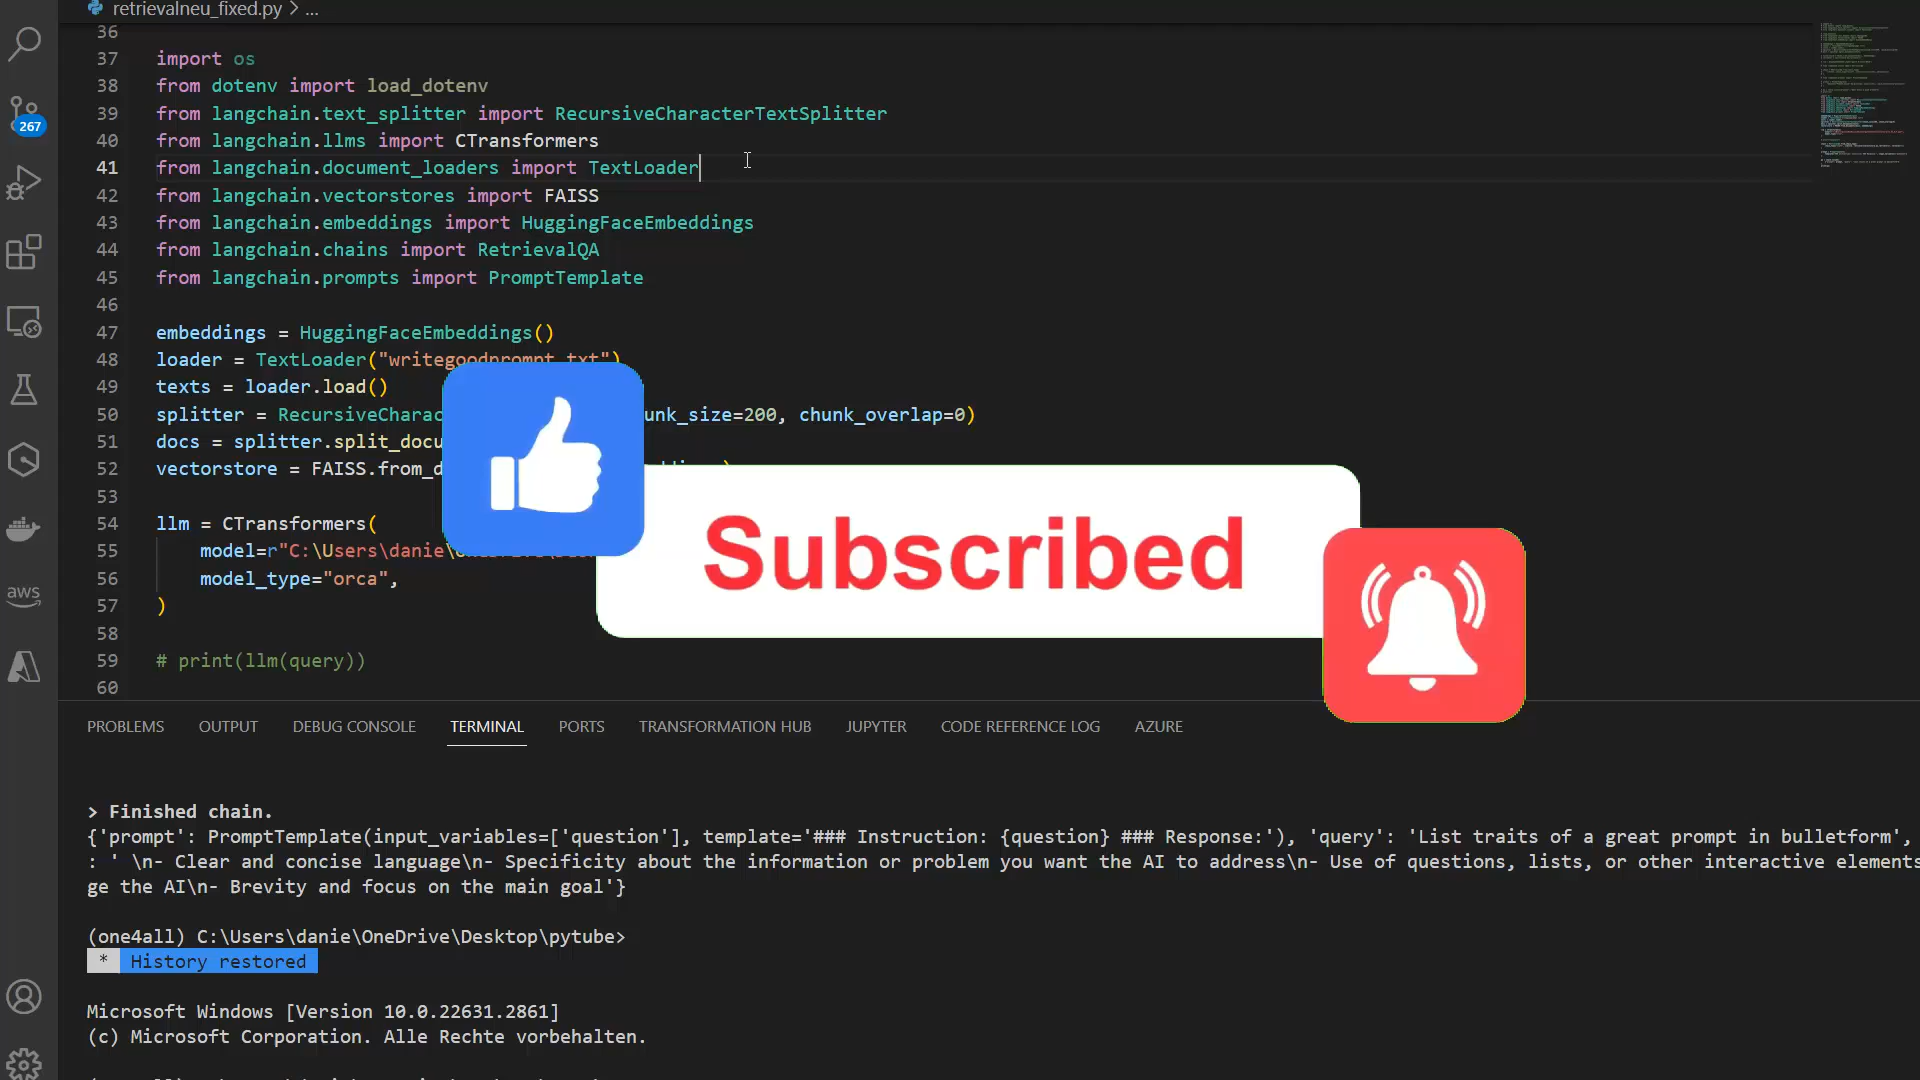 retrievalneu_fixed.py > ...
36
37 import os
38 from dotenv import load_dotenv
39 from langchain.text_splitter import RecursiveCharacterTextSplitter
40 from langchain.llms import CTransformers
41 from langchain.document_loaders import TextLoader
42 from langchain.vectorstores import FAISS
43 from langchain.embeddings import HuggingFaceEmbeddings
44 from langchain.chains import RetrievalQA
45 from langchain.prompts import PromptTemplate
46
47 embeddings = HuggingFaceEmbeddings()
48 loader = TextLoader("writegoodprompt.txt")
49 texts = loader.load()
50 splitter = RecursiveCharac unk_size=200, chunk_overlap=0)
51 docs = splitter.split_docu
52 vectorstore = FAISS.from_d
53
54 llm = CTransformers(
55 model=r"C:\Users\danie\
56 model_type="orca",
57 )
58
59 # print(llm(query))
60
Subscribed
267
aws
PROBLEMS OUTPUT DEBUG CONSOLE TERMINAL PORTS TRANSFORMATION HUB JUPYTER CODE REFERENCE LOG AZURE
> Finished chain.
{'prompt': PromptTemplate(input_variables=['question'], template='### Instruction: {question} ### Response:'), 'query': 'List traits of a great prompt in bulletform',
: ' \n- Clear and concise language\n- Specificity about the information or problem you want the AI to address\n- Use of questions, lists, or other interactive elements
ge the AI\n- Brevity and focus on the main goal'}
(one4all) C:\Users\danie\OneDrive\Desktop\pytube>
* History restored
Microsoft Windows [Version 10.0.22631.2861]
(c) Microsoft Corporation. Alle Rechte vorbehalten.